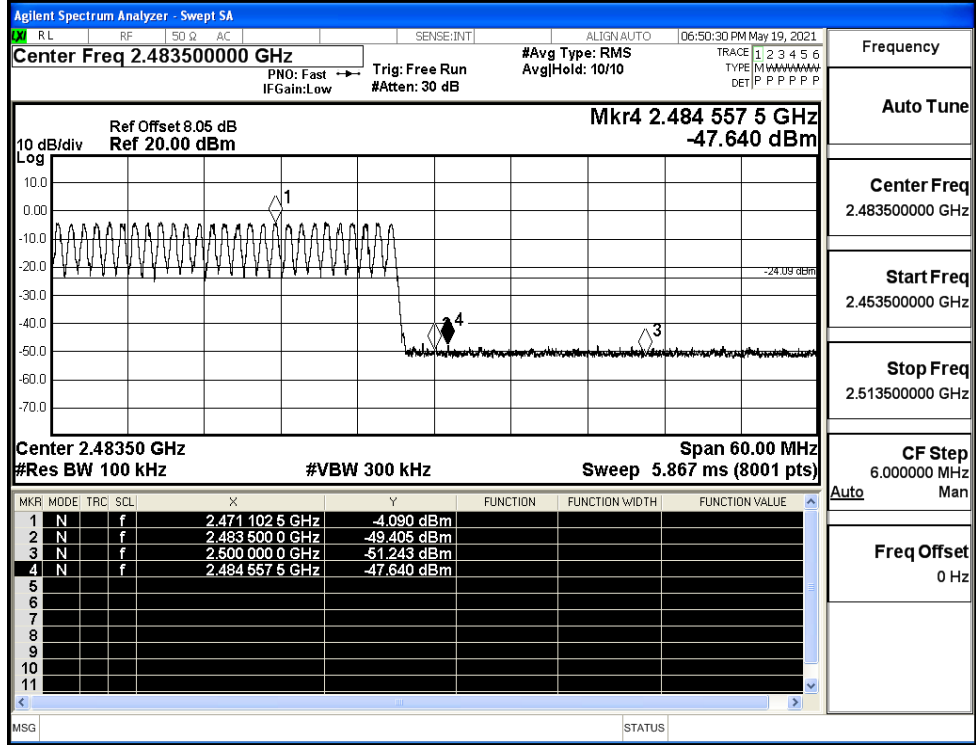 Agilent Spectrum Analyzer - Swept SA
LXI RL RF 50 Ω AC SENSE:INT ALIGN AUTO 06:50:30 PM May 19, 2021
Center Freq 2.483500000 GHz
PNO: Fast
IFGain:Low
Trig: Free Run
#Atten: 30 dB
#Avg Type: RMS
Avg|Hold: 10/10
TRACE 1 2 3 4 5 6
TYPE M WWWWW
DET P P P P P P
Frequency
Auto Tune
Center Freq
2.483500000 GHz
Start Freq
2.453500000 GHz
Stop Freq
2.513500000 GHz
CF Step
6.000000 MHz
Auto Man
Freq Offset
0 Hz
Mkr4 2.484 557 5 GHz
-47.640 dBm
Ref Offset 8.05 dB
10 dB/div Ref 20.00 dBm
Log
10.0
0.00
-10.0
-20.0
-30.0
-40.0
-50.0
-60.0
-70.0
1
-24.09 dBm
4
3
Center 2.48350 GHz Span 60.00 MHz
#Res BW 100 kHz #VBW 300 kHz Sweep 5.867 ms (8001 pts)
MKR MODE TRC SCL X Y FUNCTION FUNCTION WIDTH FUNCTION VALUE
1 N f 2.471 102 5 GHz -4.090 dBm
2 N f 2.483 500 0 GHz -49.405 dBm
3 N f 2.500 000 0 GHz -51.243 dBm
4 N f 2.484 557 5 GHz -47.640 dBm
5
6
7
8
9
10
11
MSG STATUS